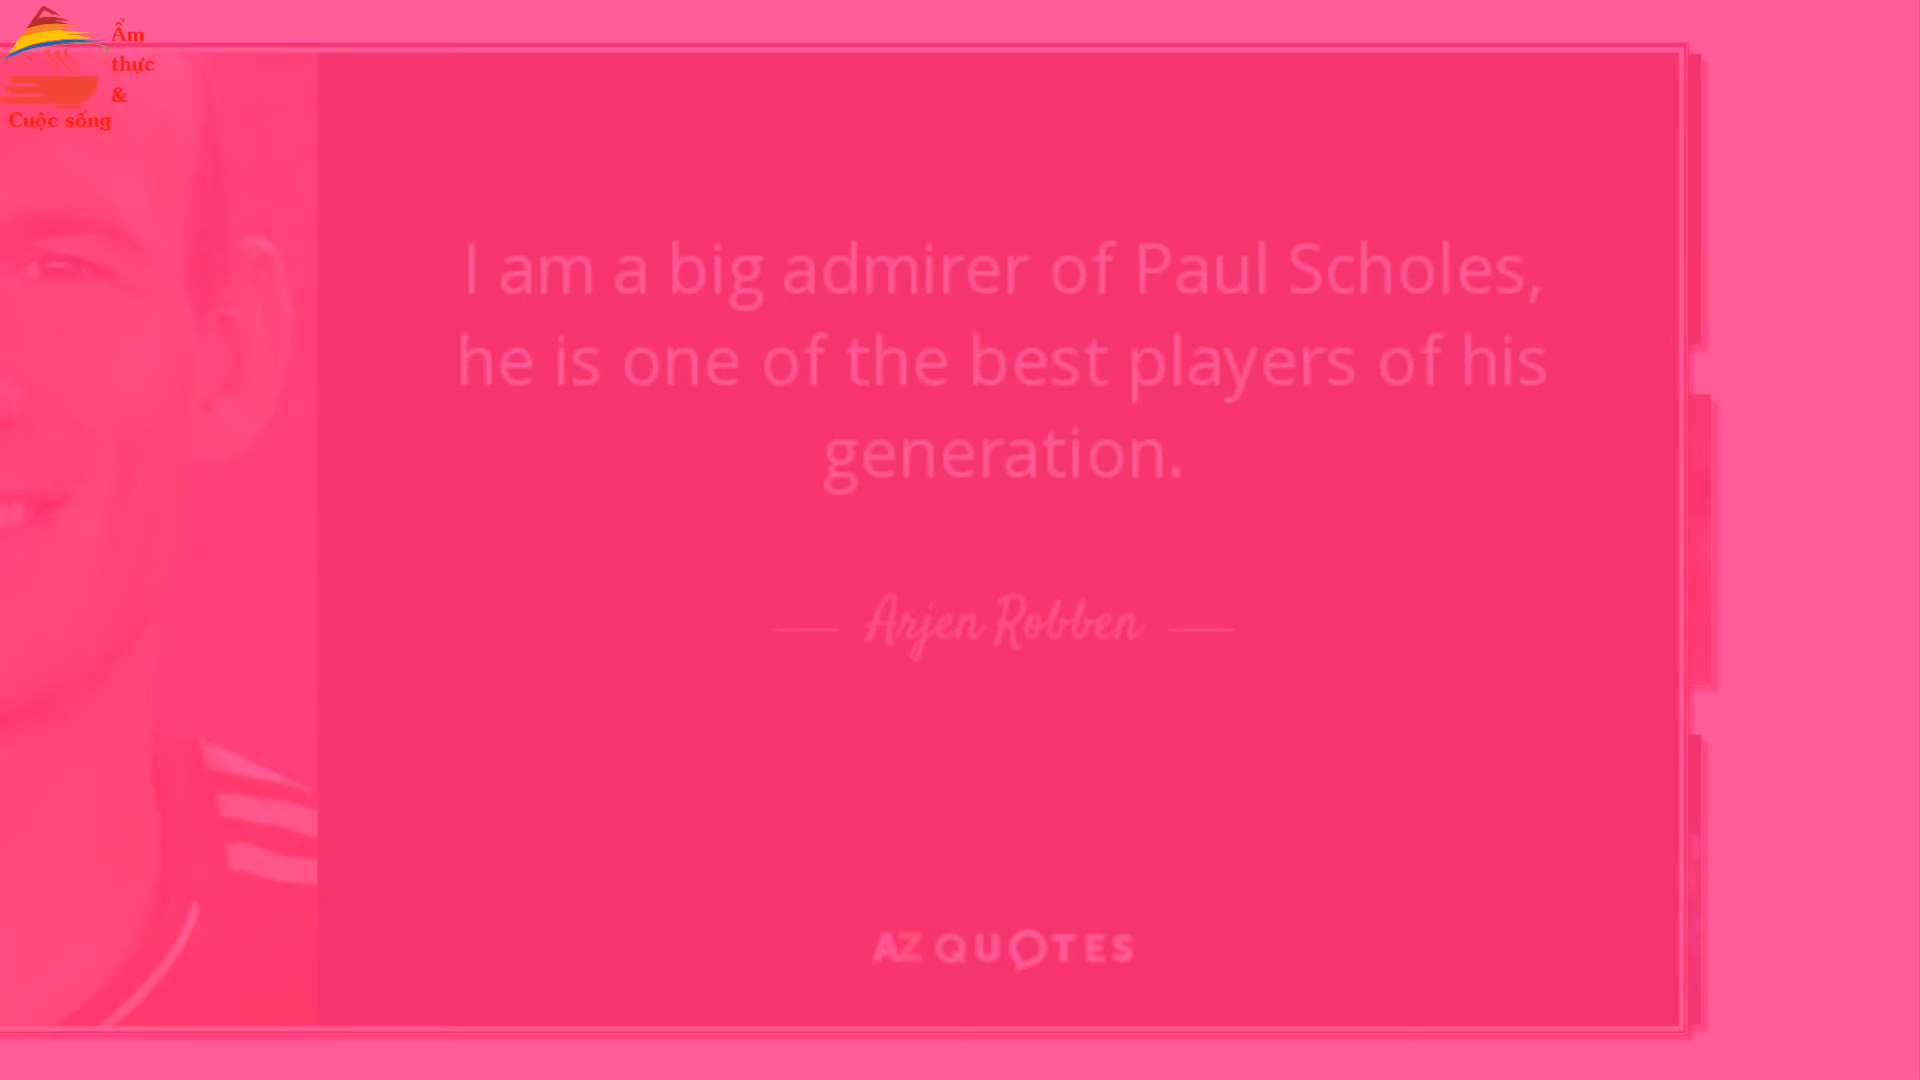 Ẩm
thực
&
Cuộc sống
I am a big admirer of Paul Scholes,
he is one of the best players of his
generation.
Arjen Robben
AZ QUOTES